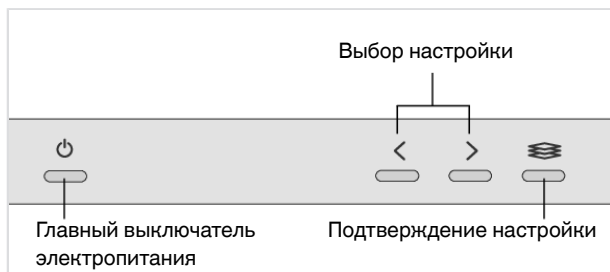 Выбор настройки
Главный выключатель
электропитания
Подтверждение настройки